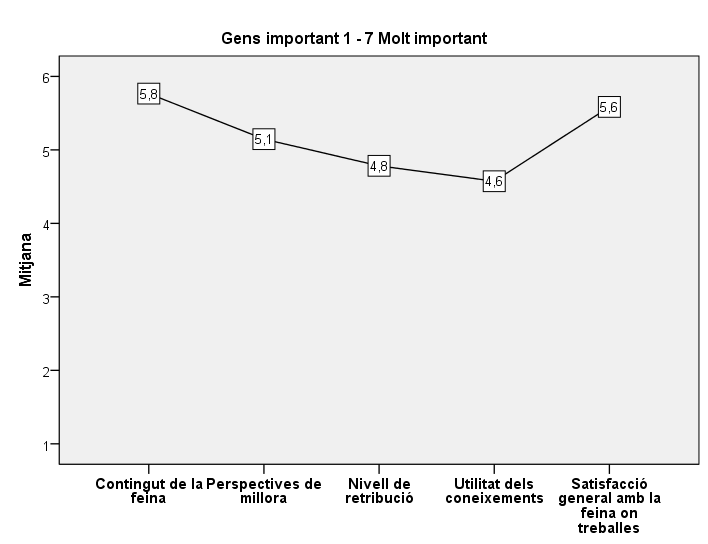 Gens important 1 - 7 Molt important
Mitjana
6
5
4
3
2
1
5,8
5,1
4,8
4,6
5,6
Contingut de la
feina
Perspectives de
millora
Nivell de
retribució
Utilitat dels
coneixements
Satisfacció
general amb la
feina on
treballes